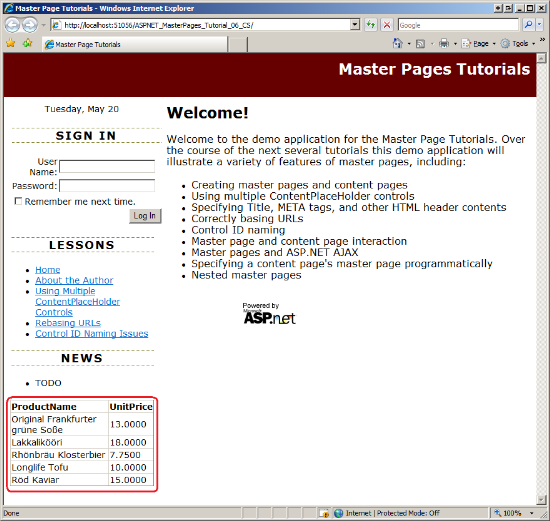 Master Page Tutorials - Windows Internet Explorer
http://localhost:51056/ASPNET_MasterPages_Tutorial_06_CS/
Google
Master Page Tutorials
Page
Tools
Master Pages Tutorials
Tuesday, May 20
SIGN IN
User
Name:
Password:
Remember me next time.
Log In
LESSONS
Home
About the Author
Using Multiple
ContentPlaceHolder
Controls
Rebasing URLs
Control ID Naming Issues
NEWS
TODO
ProductName UnitPrice
Original Frankfurter
grüne Soße 13.0000
Lakkalikööri 18.0000
Rhönbräu Klosterbier 7.7500
Longlife Tofu 10.0000
Röd Kaviar 15.0000
Welcome!
Welcome to the demo application for the Master Page Tutorials. Over
the course of the next several tutorials this demo application will
illustrate a variety of features of master pages, including:
Creating master pages and content pages
Using multiple ContentPlaceHolder controls
Specifying Title, META tags, and other HTML header contents
Correctly basing URLs
Control ID naming
Master page and content page interaction
Master pages and ASP.NET AJAX
Specifying a content page's master page programmatically
Nested master pages
Powered by
Microsoft
ASP.net
Done
Internet | Protected Mode: Off
100%